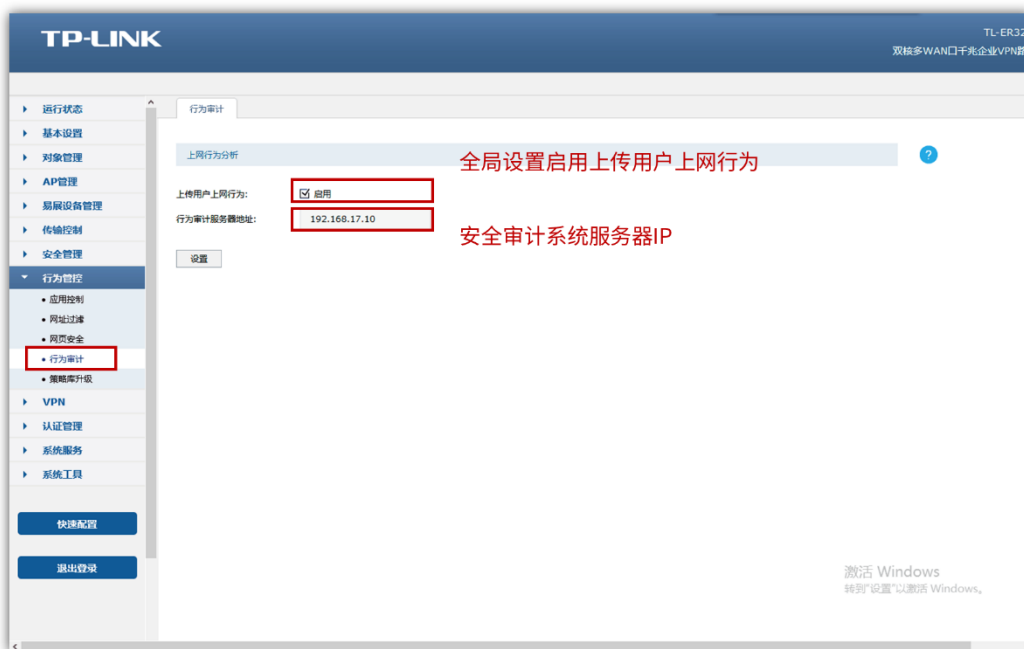 TP-LINK
TL-ER32
双核多WAN口千兆企业VPN路
运行状态
基本设置
对象管理
AP管理
易展设备管理
传输控制
安全管理
行为管控
应用控制
网址过滤
网页安全
行为审计
策略库升级
VPN
认证管理
系统服务
系统工具
快速配置
退出登录
行为审计
上网行为分析
全局设置启用上传用户上网行为
?
上传用户上网行为:
启用
行为审计服务器地址:
192.168.17.10
安全审计系统服务器IP
设置
激活 Windows
转到"设置"以激活 Windows。